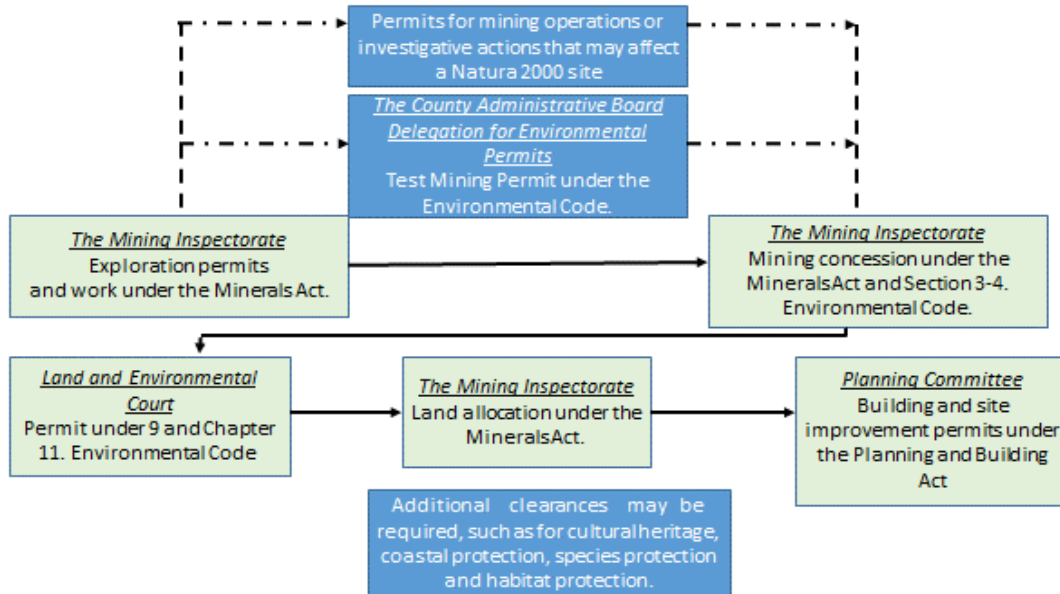 Permits for mining operations or
investigative actions that may affect
a Natura 2000 site
The County Administrative Board
Delegation for Environmental
Permits
Test Mining Permit under the
Environmental Code.
The Mining Inspectorate
Exploration permits
and work under the Minerals Act.
The Mining Inspectorate
Mining concession under the
Minerals Act and Section 3-4.
Environmental Code.
Land and Environmental
Court
Permit under 9 and Chapter
11. Environmental Code
The Mining Inspectorate
Land allocation under the
Minerals Act.
Planning Committee
Building and site
improvement permits under
the Planning and Building
Act
Additional clearances may be
required, such as for cultural heritage,
coastal protection, species protection
and habitat protection.